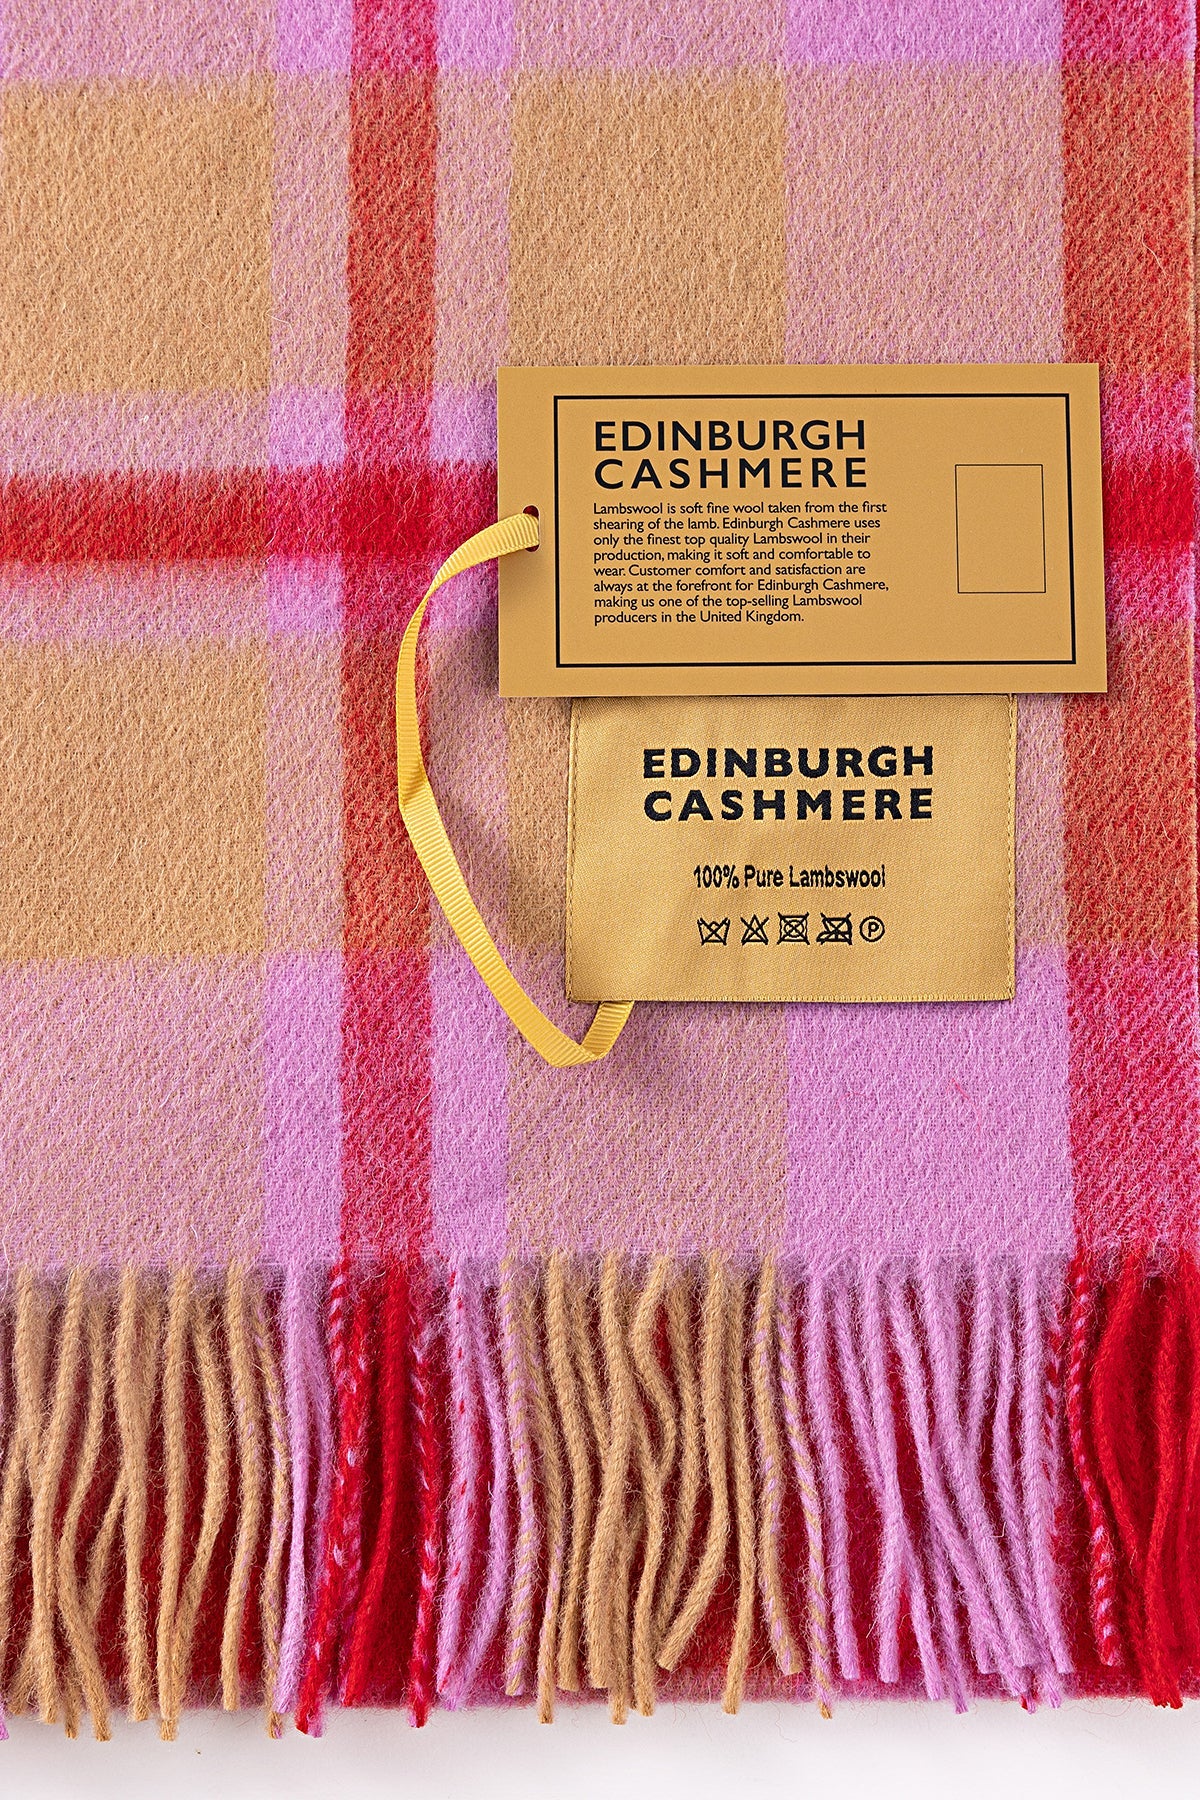 EDINBURGH
CASHMERE
Lambswool is soft fine wool taken from the first
shearing of the lamb. Edinburgh Cashmere uses
only the finest top quality Lambswool in their
production, making it soft and comfortable to
wear. Customer comfort and satisfaction are
always at the forefront for Edinburgh Cashmere,
making us one of the top-selling Lambswool
producers in the United Kingdom.
EDINBURGH
CASHMERE
100% Pure Lambswool
P